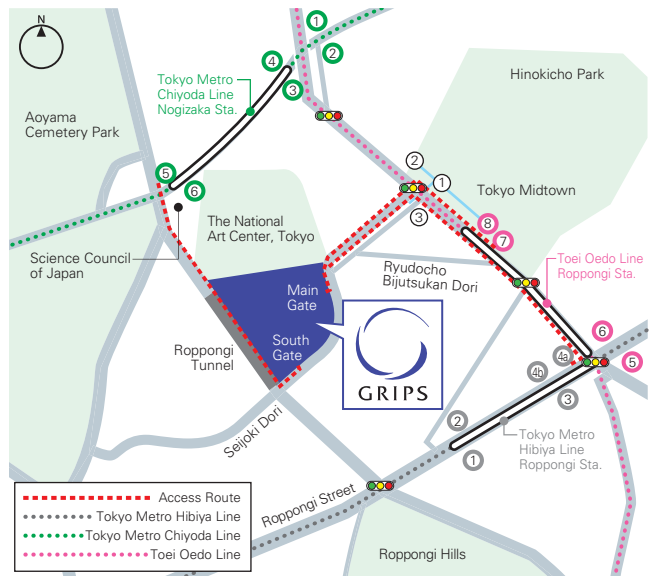 N
1
2
4
3
Tokyo Metro
Chiyoda Line
Nogizaka Sta.
Hinokicho Park
Aoyama
Cemetery Park
2
1
3
5
6
Tokyo Midtown
8
7
The National
Art Center, Tokyo
Science Council
of Japan
Ryudocho
Bijutsukan Dori
Toei Oedo Line
Roppongi Sta.
Main
Gate
South
Gate
GRIPS
Roppongi
Tunnel
6
5
4a
4b
3
2
1
Seijoki Dori
Tokyo Metro
Hibiya Line
Roppongi Sta.
Roppongi Street
Roppongi Hills
Access Route
Tokyo Metro Hibiya Line
Tokyo Metro Chiyoda Line
Toei Oedo Line